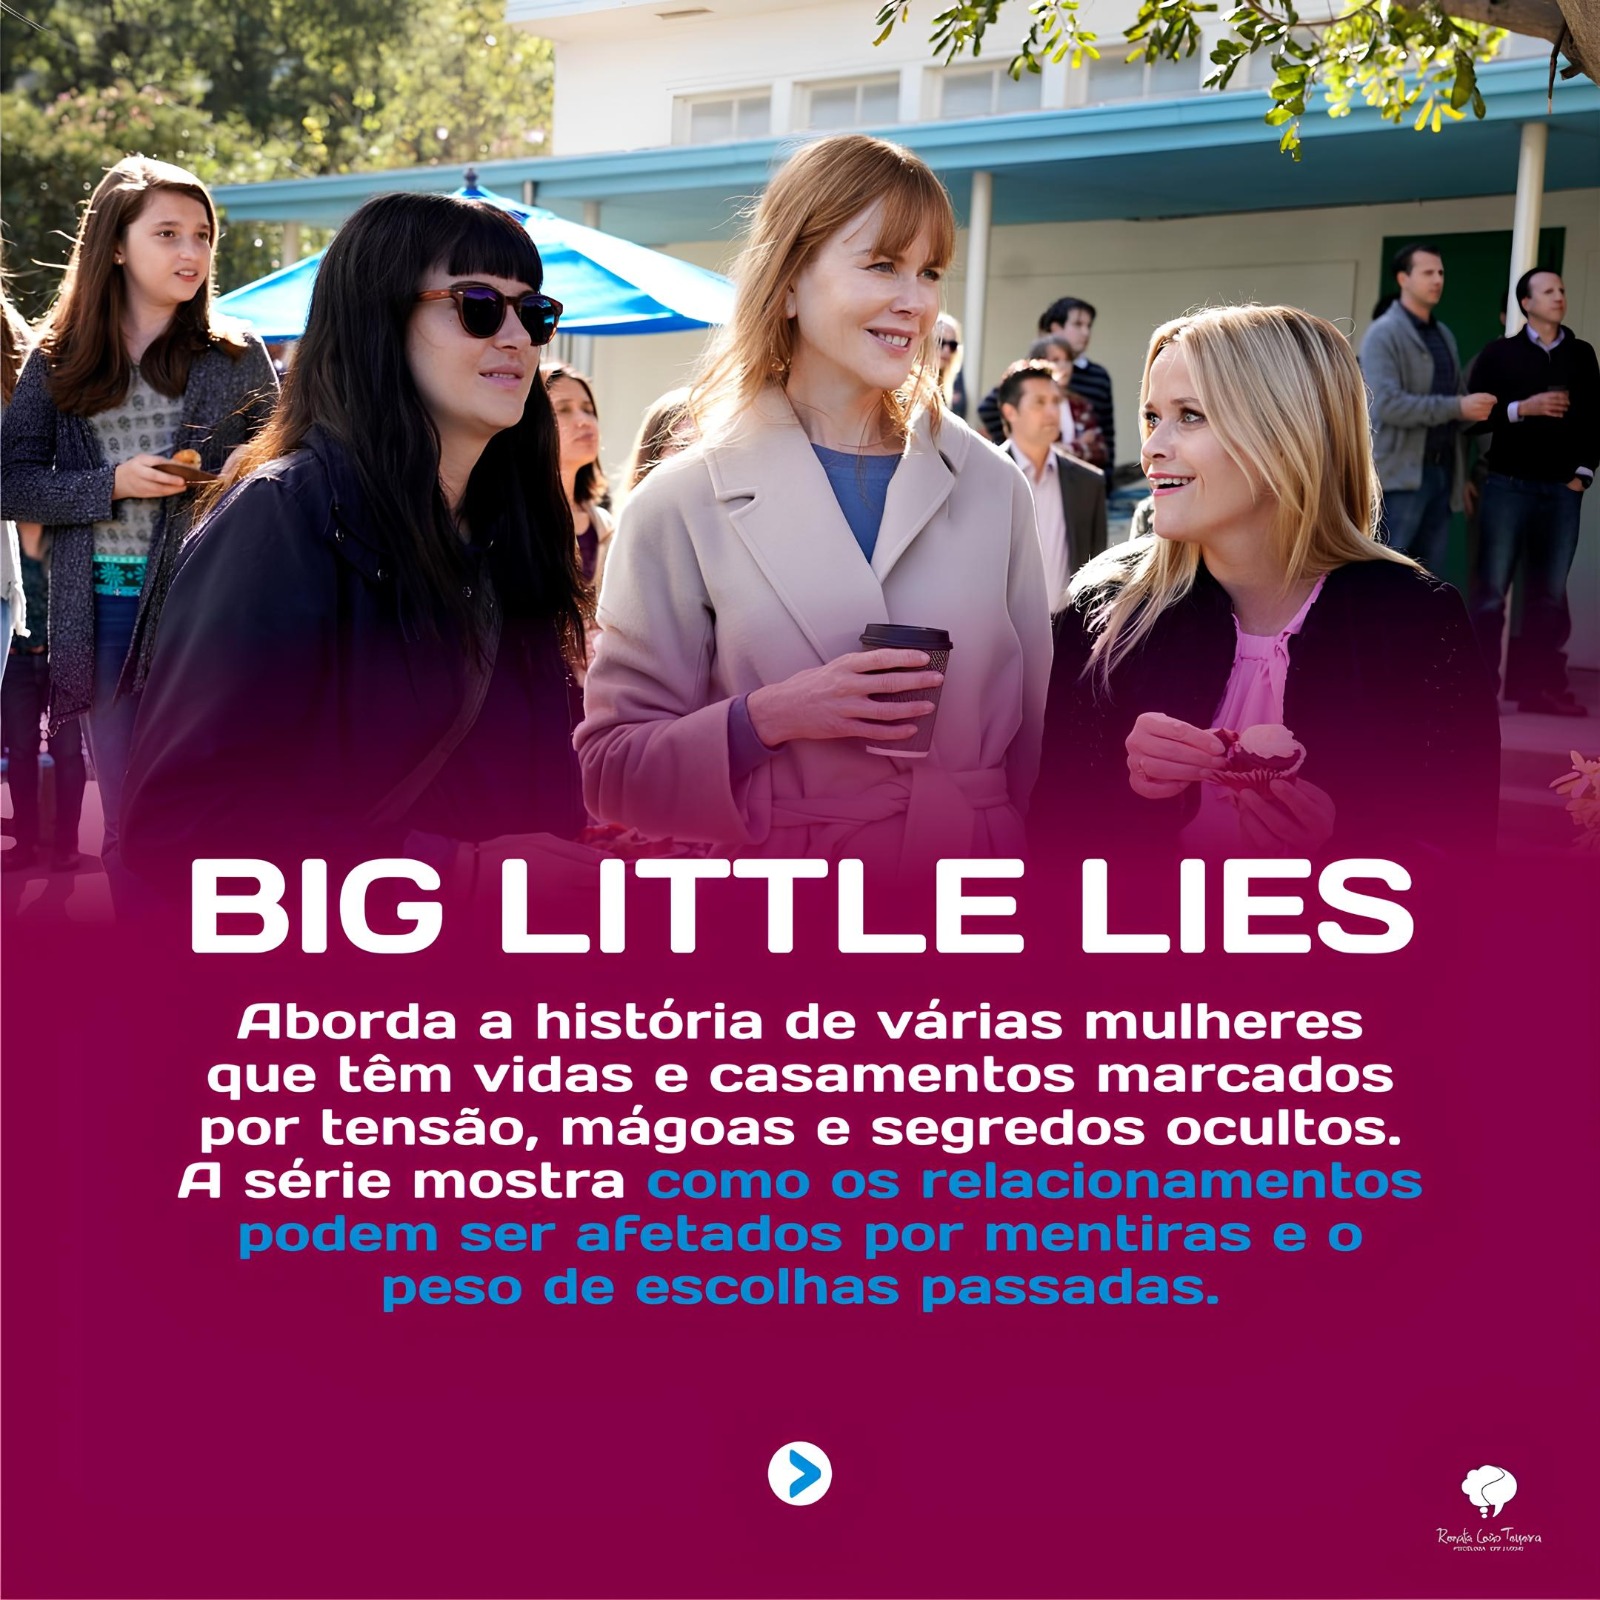 BIG LITTLE LIES
Aborda a história de várias mulheres
que têm vidas e casamentos marcados
por tensão, mágoas e segredos ocultos.
A série mostra como os relacionamentos
podem ser afetados por mentiras e o
peso de escolhas passadas.
Renata